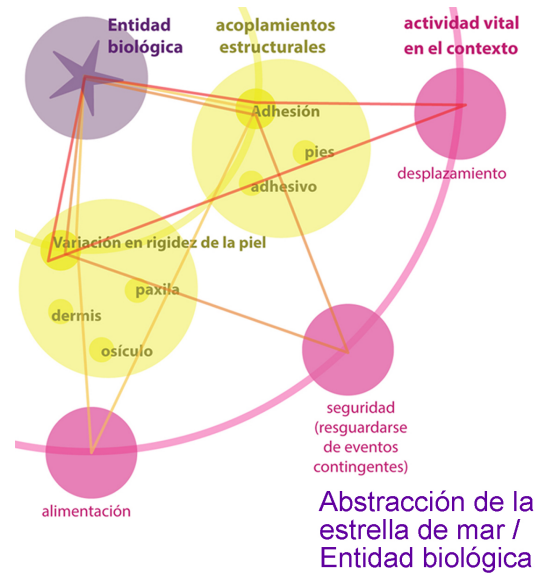 Entidad
biológica
acoplamientos
estructurales
actividad vital
en el contexto
Adhesión
pies
adhesivo
desplazamiento
Variación en rigidez de la piel
paxila
dermis
osículo
seguridad
(resguardarse
de eventos
contingentes)
alimentación
Abstracción de la
estrella de mar /
Entidad biológica